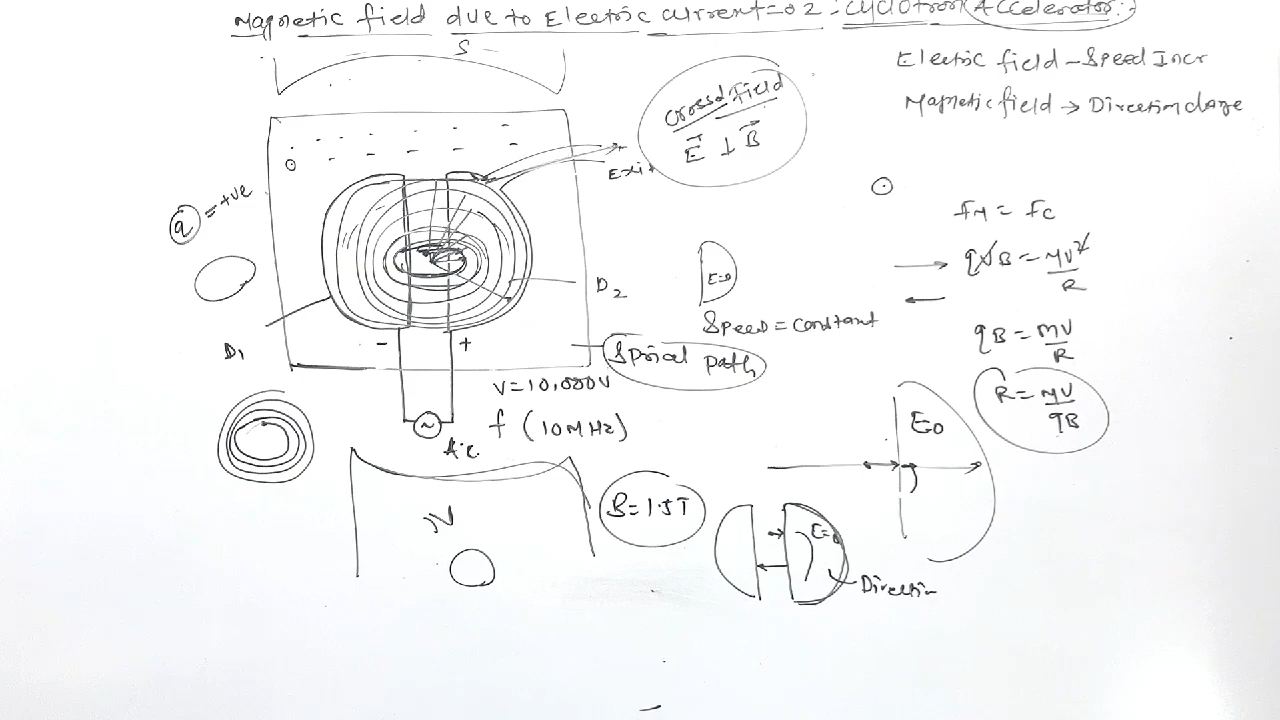 Magnetic field due to Electric current=02: Cyclotron (Accelerator:-)
S
Electric field - Speed Incr
Magnetic field → Direction change
Crossed Field
E ⊥ B
Exit
q = +ve
D2
D1
- +
Spiral path
V=10,000V
f (10MHz)
A.C.
N
B=1.5T
E=0
Speed = constant
FM = FC
qVB = MV²/R
qB = MV/R
R = MV/qB
E=0
E=0
Direction